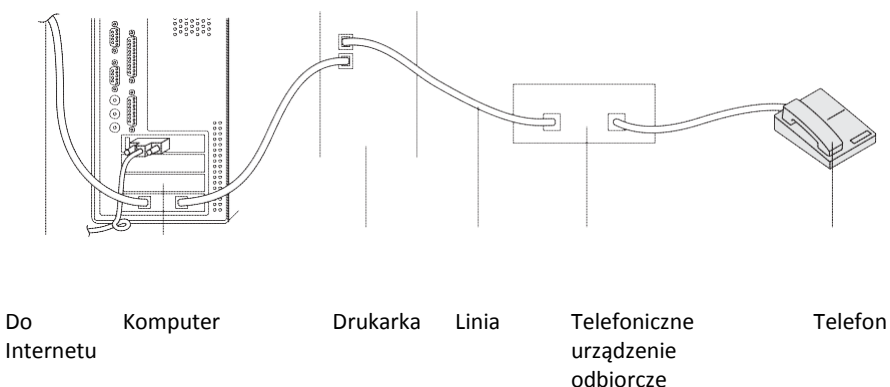 Do
Internetu
Komputer
Drukarka
Linia
Telefoniczne
urządzenie
odbiorcze
Telefon